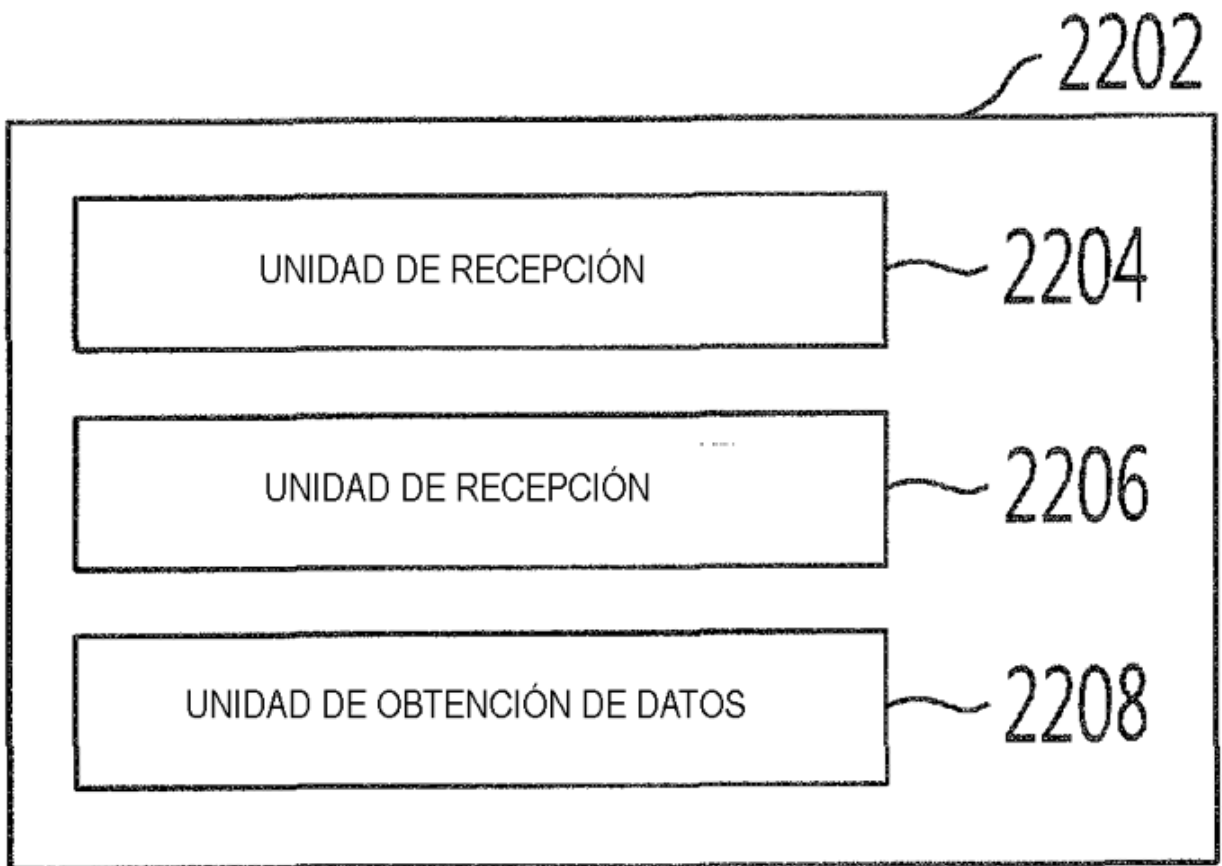 2202
UNIDAD DE RECEPCIÓN
2204
UNIDAD DE RECEPCIÓN
2206
UNIDAD DE OBTENCIÓN DE DATOS
2208